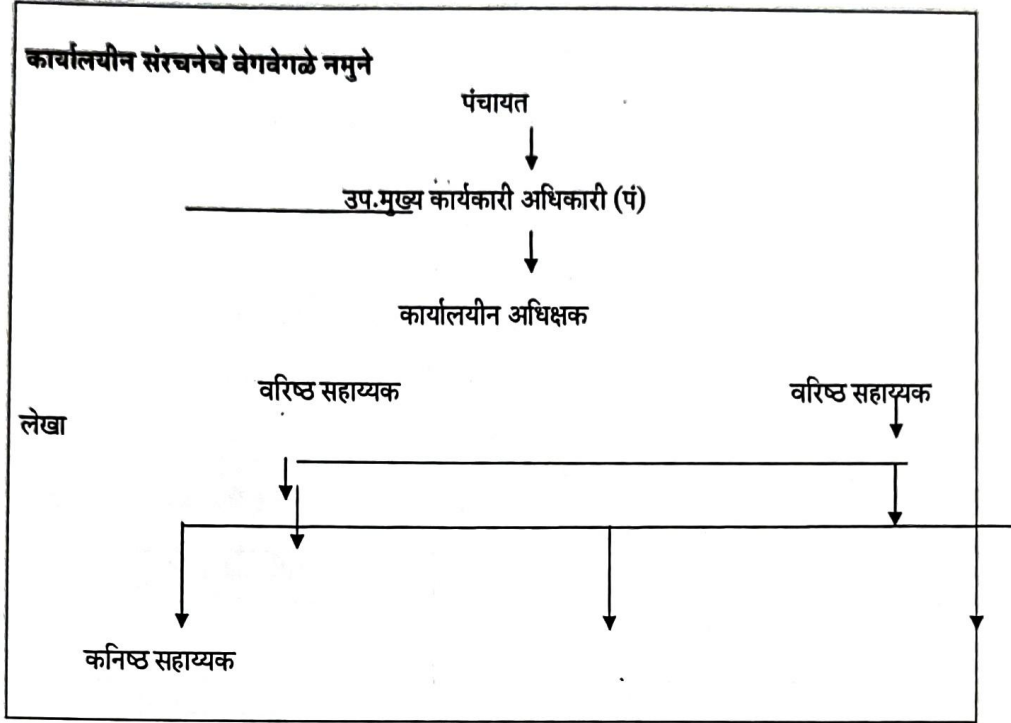 कार्यालयीन संरचनेचे वेगवेगळे नमुने
पंचायत
उप.मुख्य कार्यकारी अधिकारी (पं)
कार्यालयीन अधिक्षक
वरिष्ठ सहाय्यक वरिष्ठ सहाय्यक
लेखा
कनिष्ठ सहाय्यक